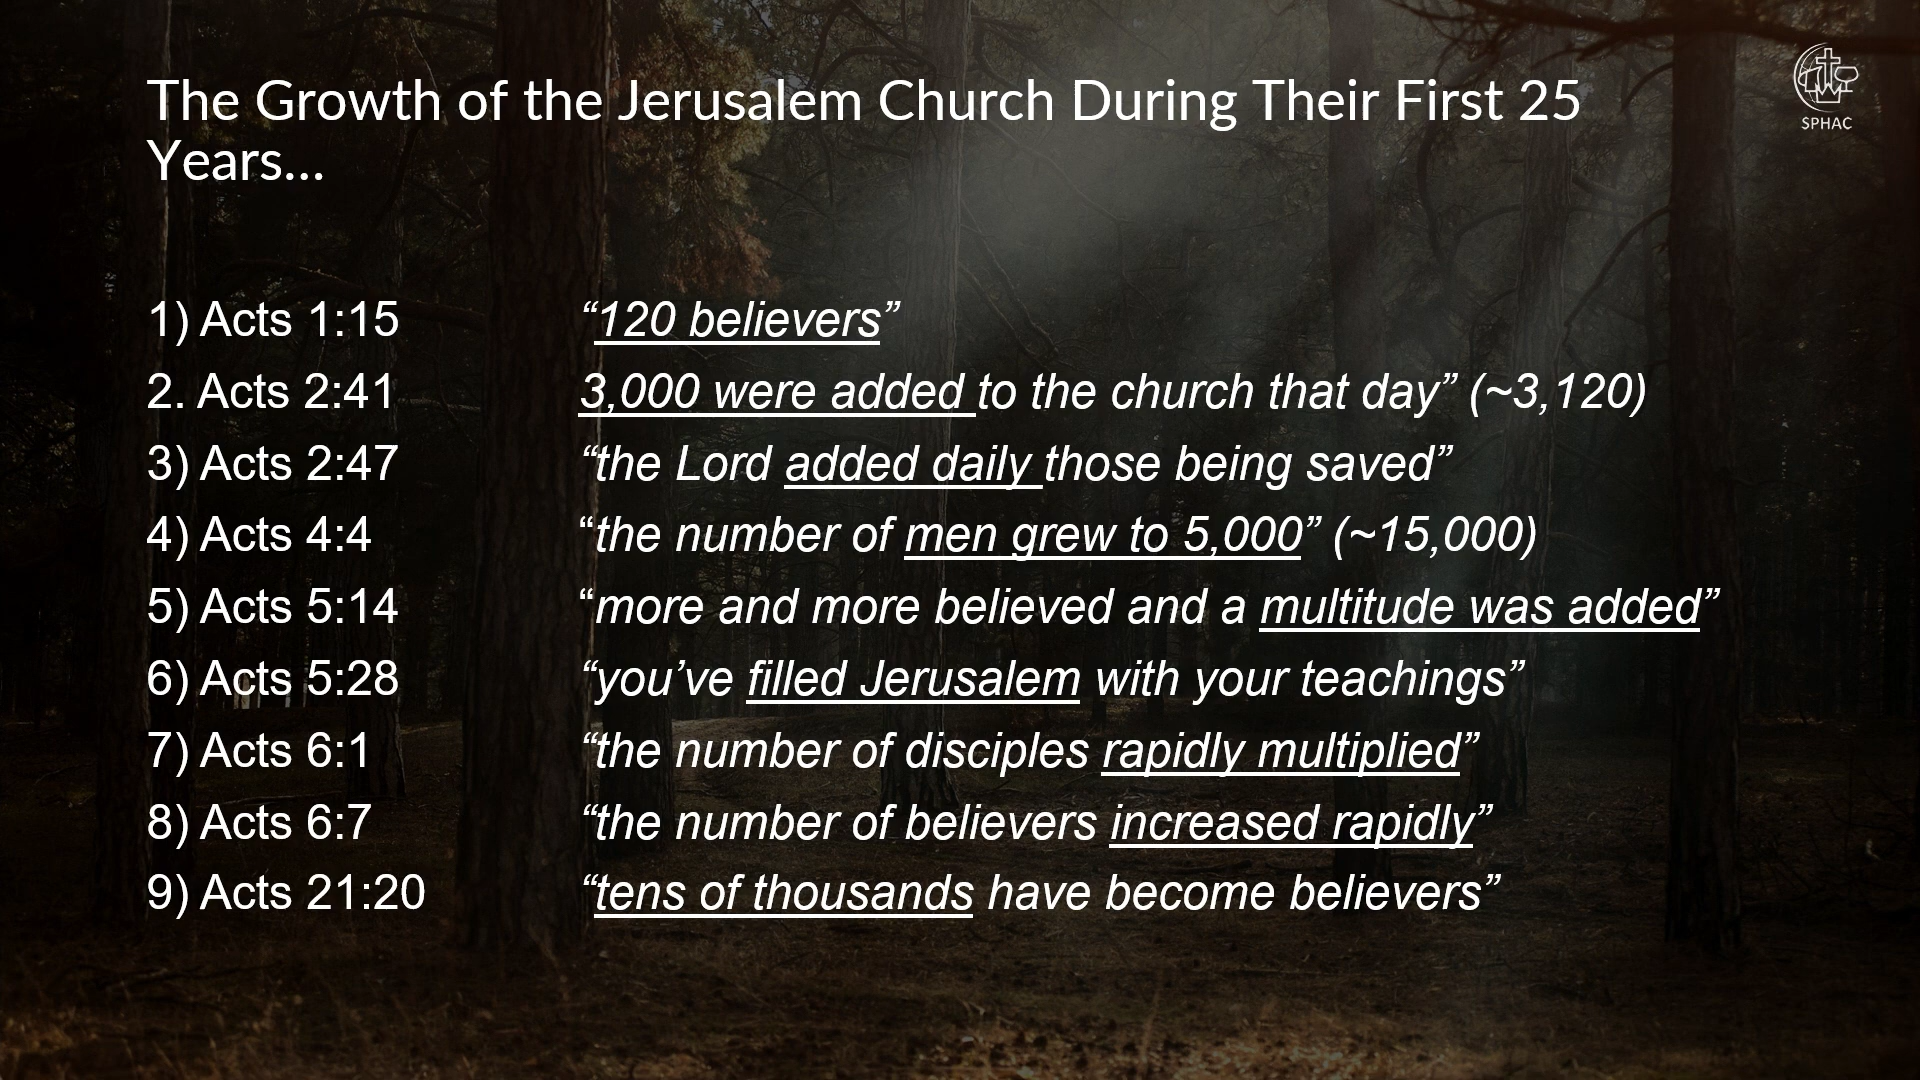 The Growth of the Jerusalem Church During Their First 25
Years…
SPHAC
1) Acts 1:15 “120 believers”
2. Acts 2:41 3,000 were added to the church that day” (~3,120)
3) Acts 2:47 “the Lord added daily those being saved”
4) Acts 4:4 “the number of men grew to 5,000” (~15,000)
5) Acts 5:14 “more and more believed and a multitude was added”
6) Acts 5:28 “you’ve filled Jerusalem with your teachings”
7) Acts 6:1 “the number of disciples rapidly multiplied”
8) Acts 6:7 “the number of believers increased rapidly”
9) Acts 21:20 “tens of thousands have become believers”